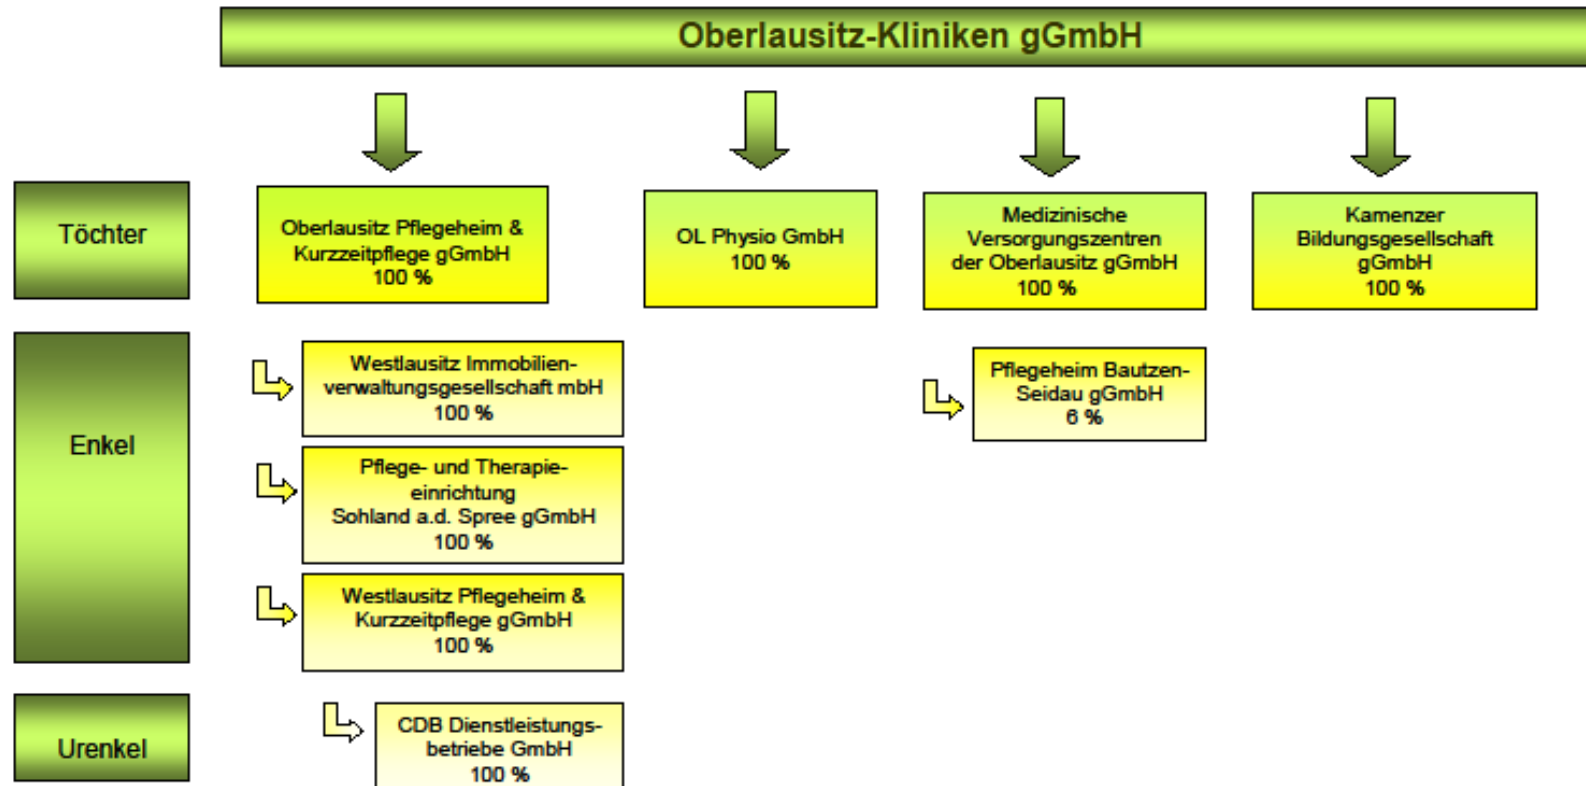 Oberlausitz-Kliniken gGmbH
Töchter
Oberlausitz Pflegeheim &
Kurzzeitpflege gGmbH
100 %
OL Physio GmbH
100 %
Medizinische
Versorgungszentren
der Oberlausitz gGmbH
100 %
Kamenzer
Bildungsgesellschaft
gGmbH
100 %
Enkel
Westlausitz Immobilien-
verwaltungsgesellschaft mbH
100 %
Pflegeheim Bautzen-
Seidau gGmbH
6 %
Pflege- und Therapie-
einrichtung
Sohland a.d. Spree gGmbH
100 %
Westlausitz Pflegeheim &
Kurzzeitpflege gGmbH
100 %
Urenkel
CDB Dienstleistungs-
betriebe GmbH
100 %